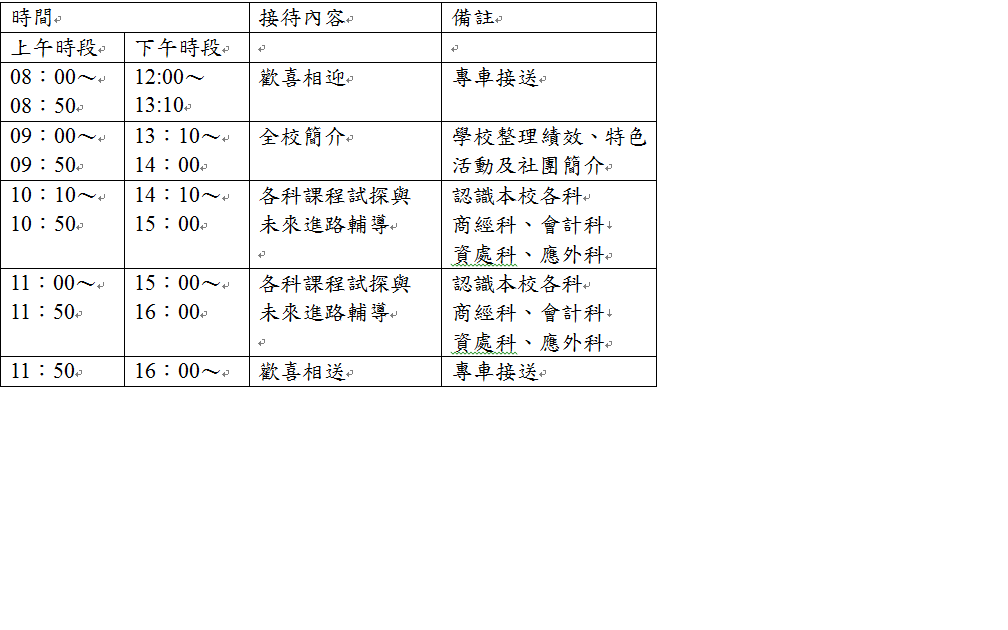 時間 接待內容 備註
上午時段 下午時段
08：00～ 12:00～ 歡喜相迎 專車接送
08：50 13:10
09：00～ 13：10～ 全校簡介 學校整理績效、特色
09：50 14：00 活動及社團簡介
10：10～ 14：10～ 各科課程試探與 認識本校各科
10：50 15：00 未來進路輔導 商經科、會計科
資處科、應外科
11：00～ 15：00～ 各科課程試探與 認識本校各科
11：50 16：00 未來進路輔導 商經科、會計科
資處科、應外科
11：50 16：00～ 歡喜相送 專車接送